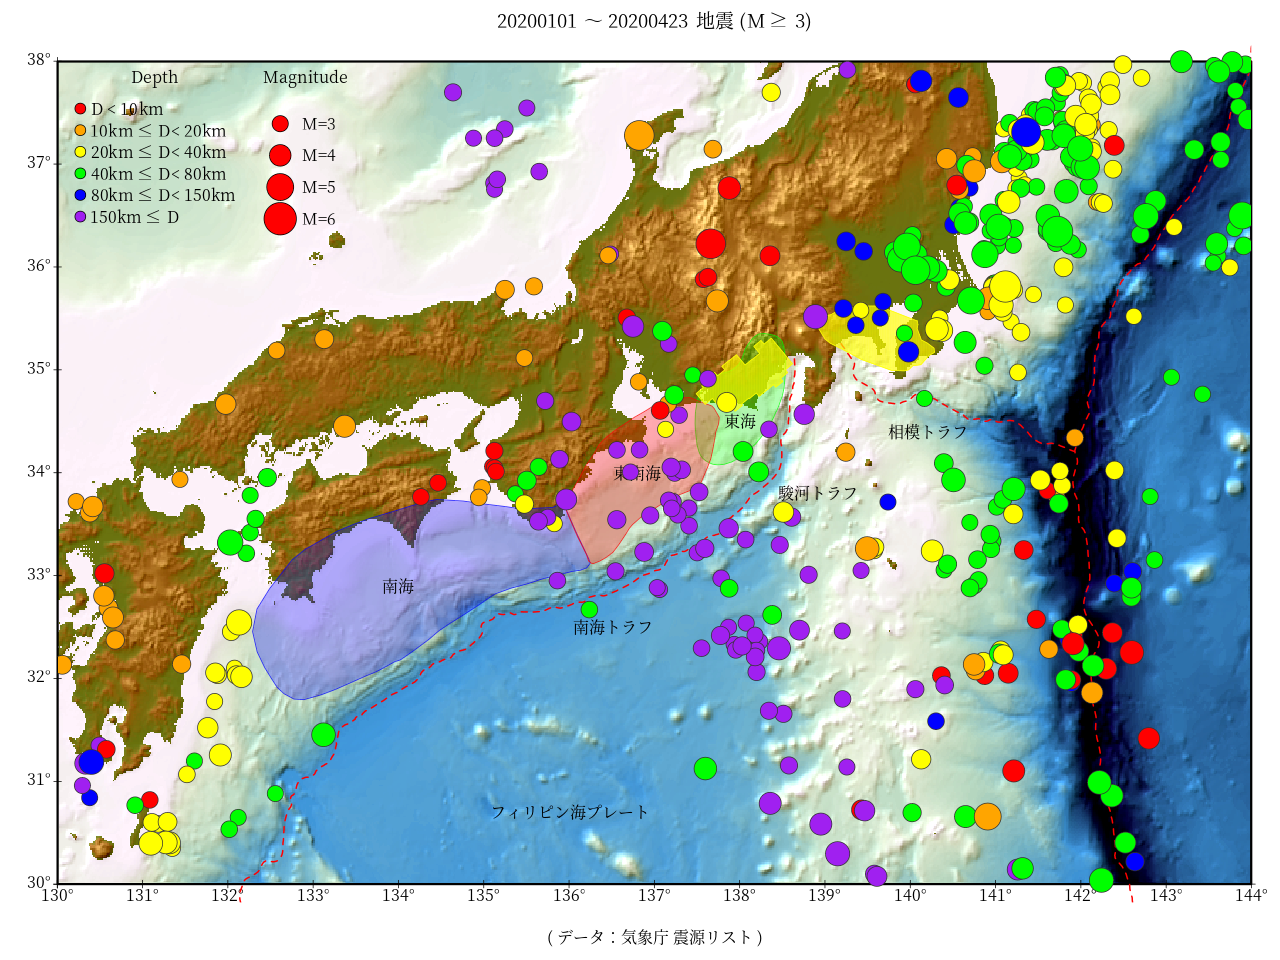 20200101 ～ 20200423 地震 (M ≥ 3)
Depth
D < 10km
10km ≤ D< 20km
20km ≤ D< 40km
40km ≤ D< 80km
80km ≤ D< 150km
150km ≤ D
Magnitude
M=3
M=4
M=5
M=6
38°
37°
36°
35°
34°
33°
32°
31°
30°
東海
東南海
南海
相模トラフ
駿河トラフ
南海トラフ
フィリピン海プレート
130° 131° 132° 133° 134° 135° 136° 137° 138° 139° 140° 141° 142° 143° 144°
( データ：気象庁 震源リスト )